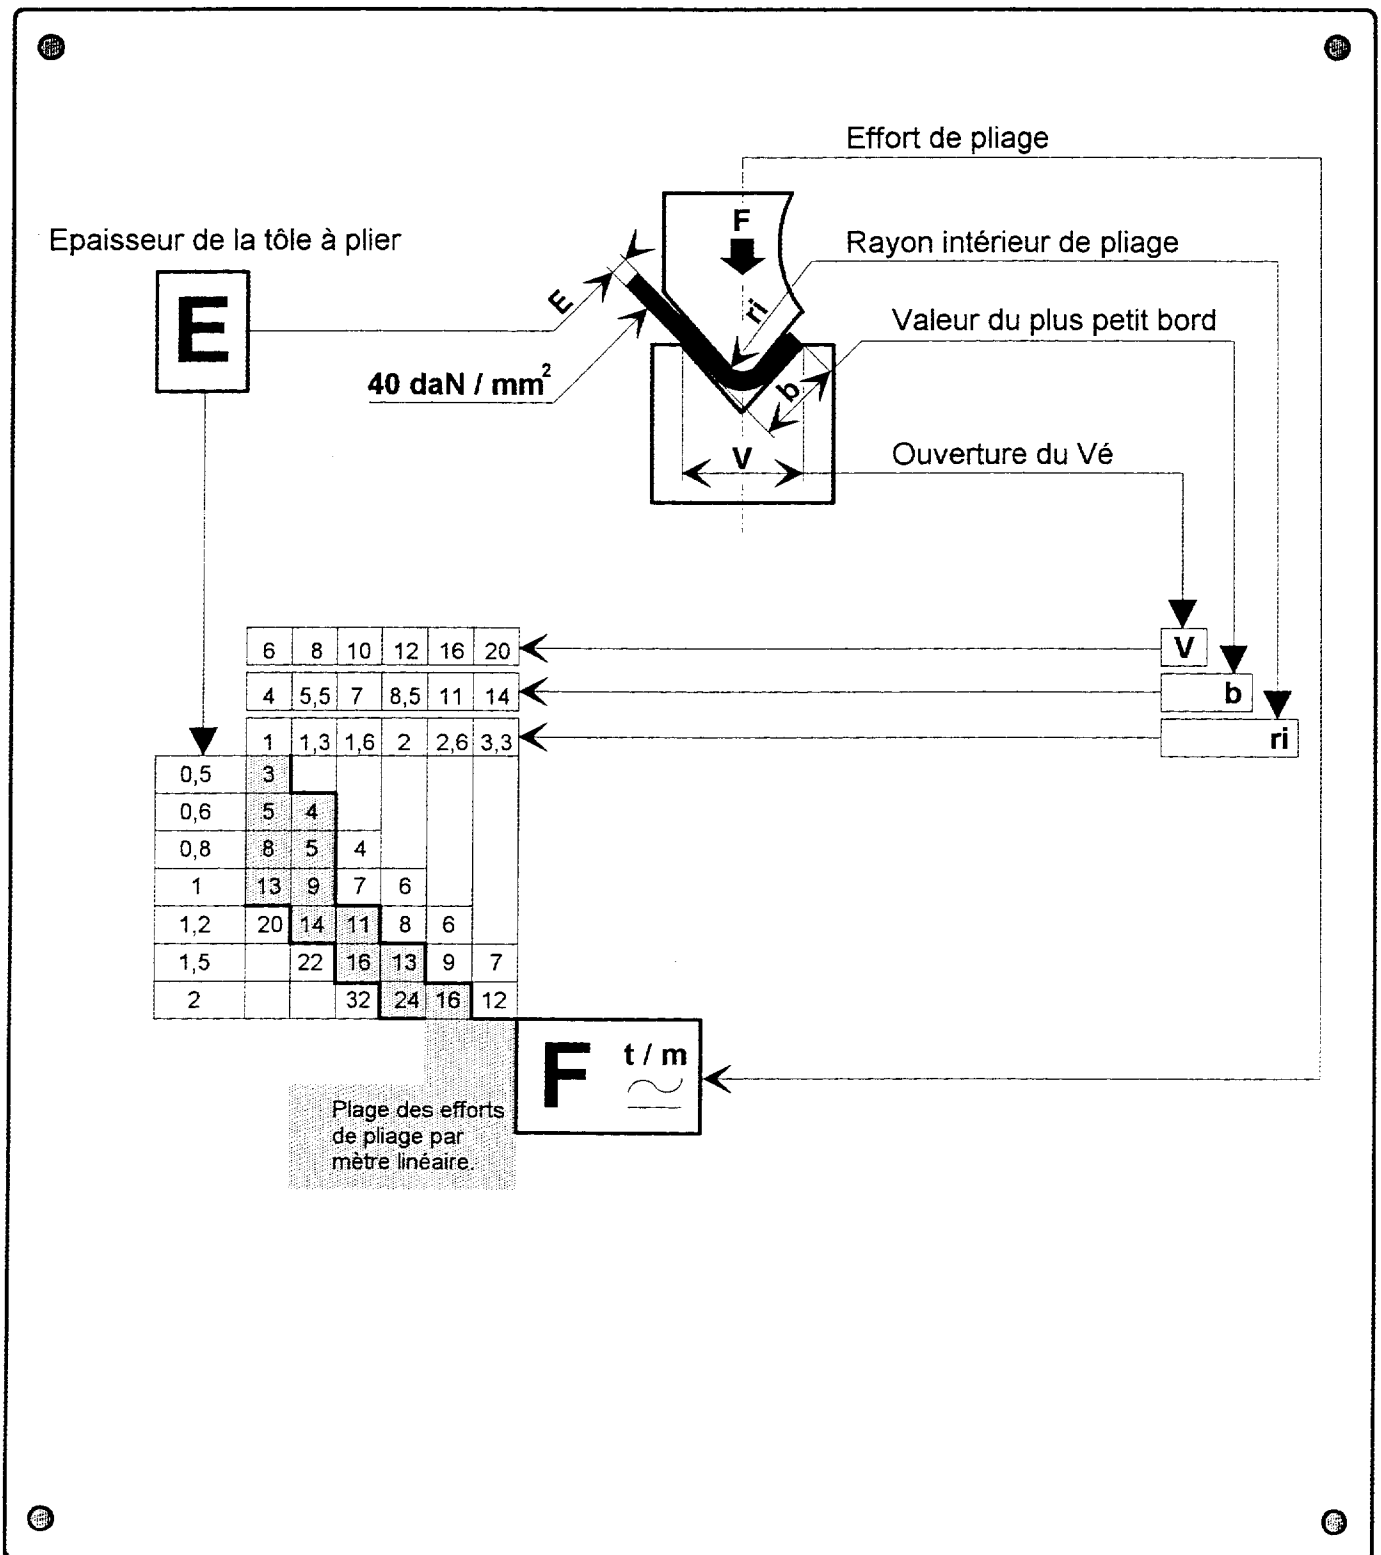 Effort de pliage
F
Epaisseur de la tôle à plier
Rayon intérieur de pliage
E
E
ri
Valeur du plus petit bord
40 daN / mm²
b
V
Ouverture du Vé
6 8 10 12 16 20
V
4 5,5 7 8,5 11 14
b
1 1,3 1,6 2 2,6 3,3
ri
0,5 3
0,6 5 4
0,8 8 5 4
1 13 9 7 6
1,2 20 14 11 8 6
1,5 22 16 13 9 7
2 32 24 16 12
F t / m
Plage des efforts
de pliage par
mètre linéaire.